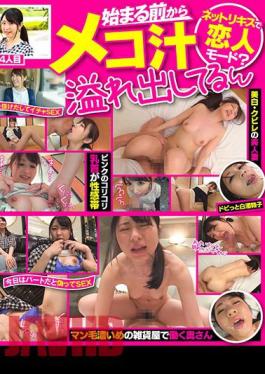 4人目
始まる前から
ネットリキスで
恋人
モード?
メコ汁
溢れ出してるん
美白・クビレの美人妻
ピンクのコリコリ
乳首が性感帯
ドピっと白濁精子
今日はパートだと偽ってSEX
マン毛濃いめの雑貨屋で働く奥さん